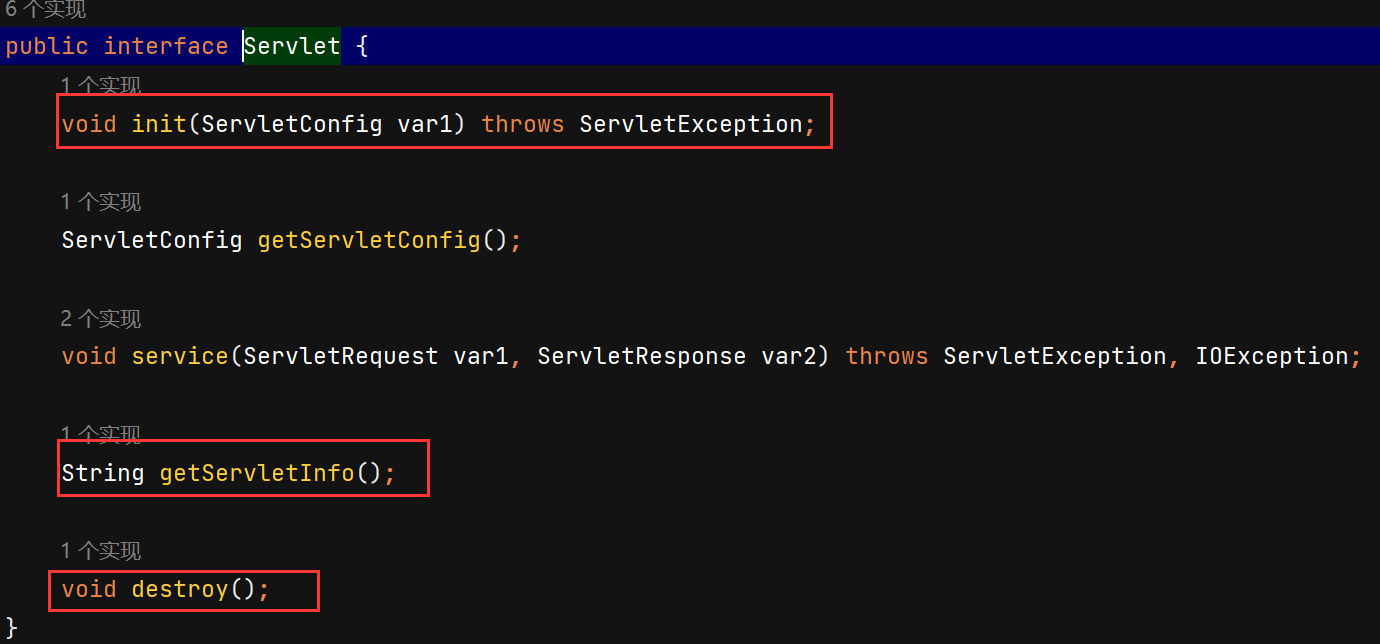 6 个实现
public interface Servlet {
1 个实现
void init(ServletConfig var1) throws ServletException;
1 个实现
ServletConfig getServletConfig();
2 个实现
void service(ServletRequest var1, ServletResponse var2) throws ServletException, IOException;
1 个实现
String getServletInfo();
1 个实现
void destroy();
}